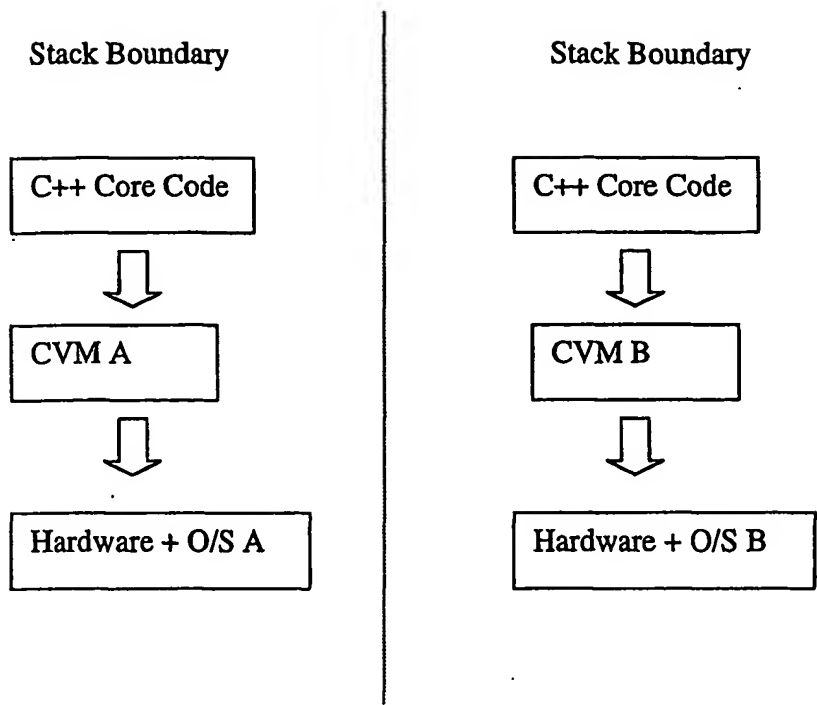 Stack Boundary
C++ Core Code
CVM A
Hardware + O/S A
Stack Boundary
C++ Core Code
CVM B
Hardware + O/S B